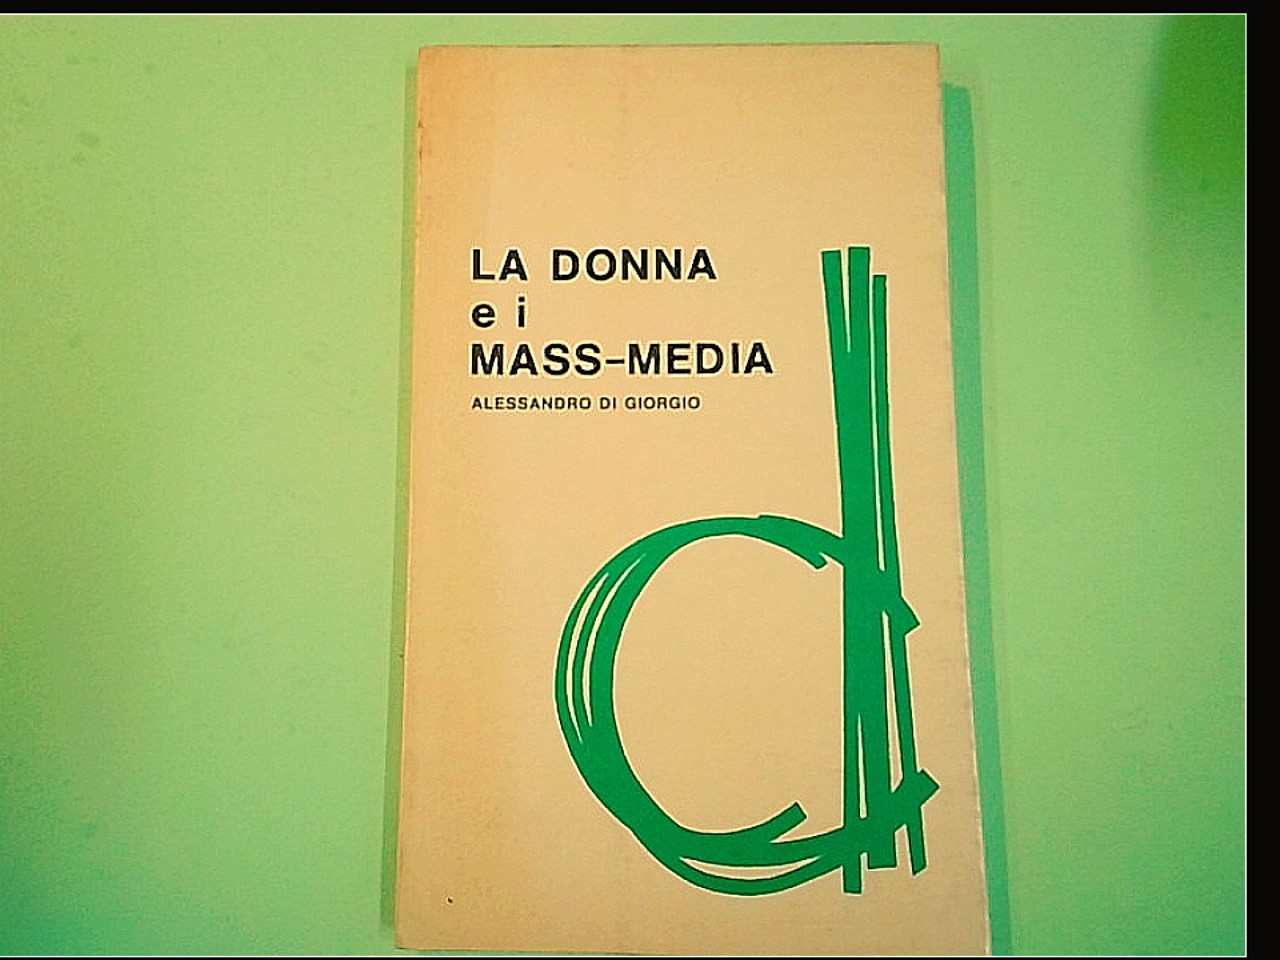 LA DONNA
e i
MASS-MEDIA
ALESSANDRO DI GIORGIO
d